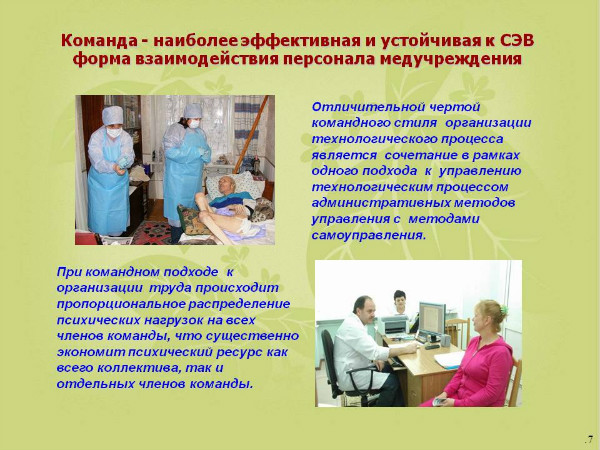 Команда - наиболее эффективная и устойчивая к СЭВ
форма взаимодействия персонала медучреждения
Отличительной чертой
командного стиля организации
технологического процесса
является сочетание в рамках
одного подхода к управлению
технологическим процессом
административных методов
управления с методами
самоуправления.
При командном подходе к
организации труда происходит
пропорциональное распределение
психических нагрузок на всех
членов команды, что существенно
экономит психический ресурс как
всего коллектива, так и
отдельных членов команды.
.7